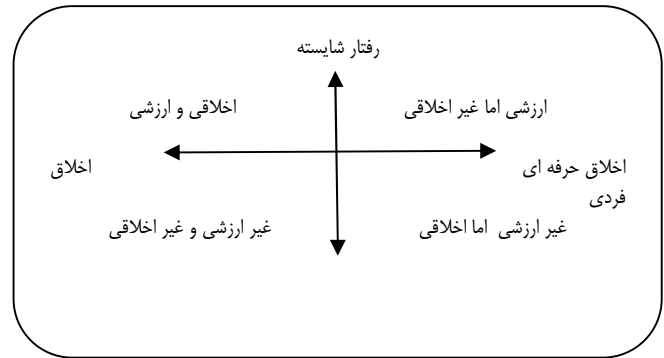 رفتار شایسته
ارزشی اما غیر اخلاقی
اخلاقی و ارزشی
اخلاق حرفه ای
فردی
اخلاق
غیر ارزشی اما اخلاقی
غیر ارزشی و غیر اخلاقی